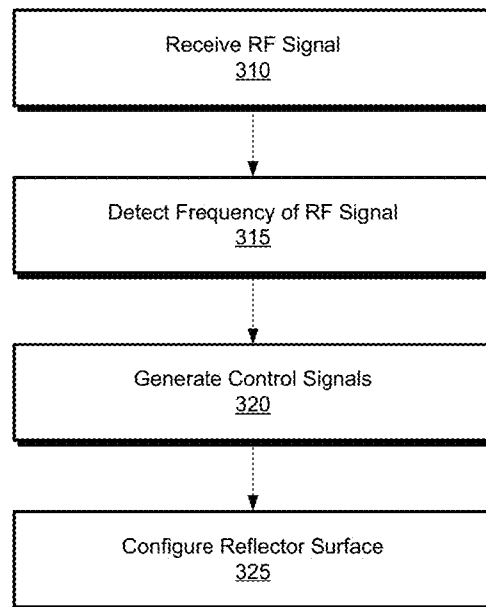 Receive RF Signal
310
Detect Frequency of RF Signal
315
Generate Control Signals
320
Configure Reflector Surface
325